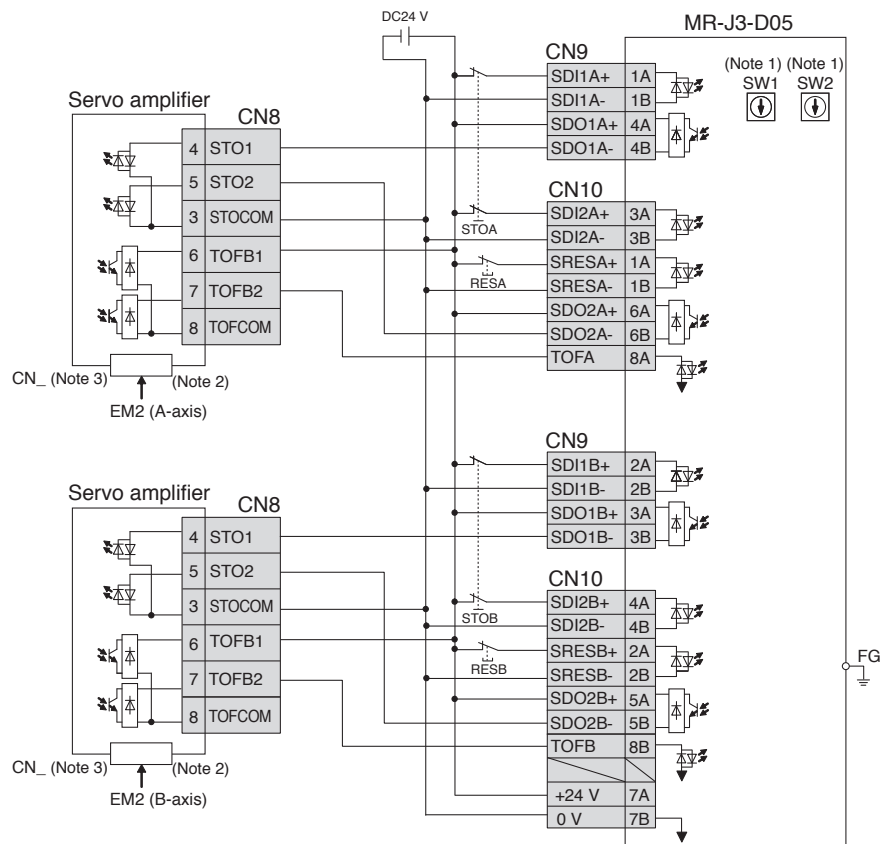 DC24 V
MR-J3-D05
(Note 1) (Note 1)
SW1 SW2
CN9
SDI1A+ 1A
SDI1A- 1B
SDO1A+ 4A
SDO1A- 4B
Servo amplifier
CN8
4 STO1
5 STO2
3 STOCOM
6 TOFB1
7 TOFB2
8 TOFCOM
CN_ (Note 3) (Note 2)
EM2 (A-axis)
STOA
RESA
CN10
SDI2A+ 3A
SDI2A- 3B
SRESA+ 1A
SRESA- 1B
SDO2A+ 6A
SDO2A- 6B
TOFA 8A
CN9
SDI1B+ 2A
SDI1B- 2B
SDO1B+ 3A
SDO1B- 3B
Servo amplifier
CN8
4 STO1
5 STO2
3 STOCOM
6 TOFB1
7 TOFB2
8 TOFCOM
CN_ (Note 3) (Note 2)
EM2 (B-axis)
STOB
RESB
CN10
SDI2B+ 4A
SDI2B- 4B
SRESB+ 2A
SRESB- 2B
SDO2B+ 5A
SDO2B- 5B
TOFB 8B
+24 V 7A
0 V 7B
FG